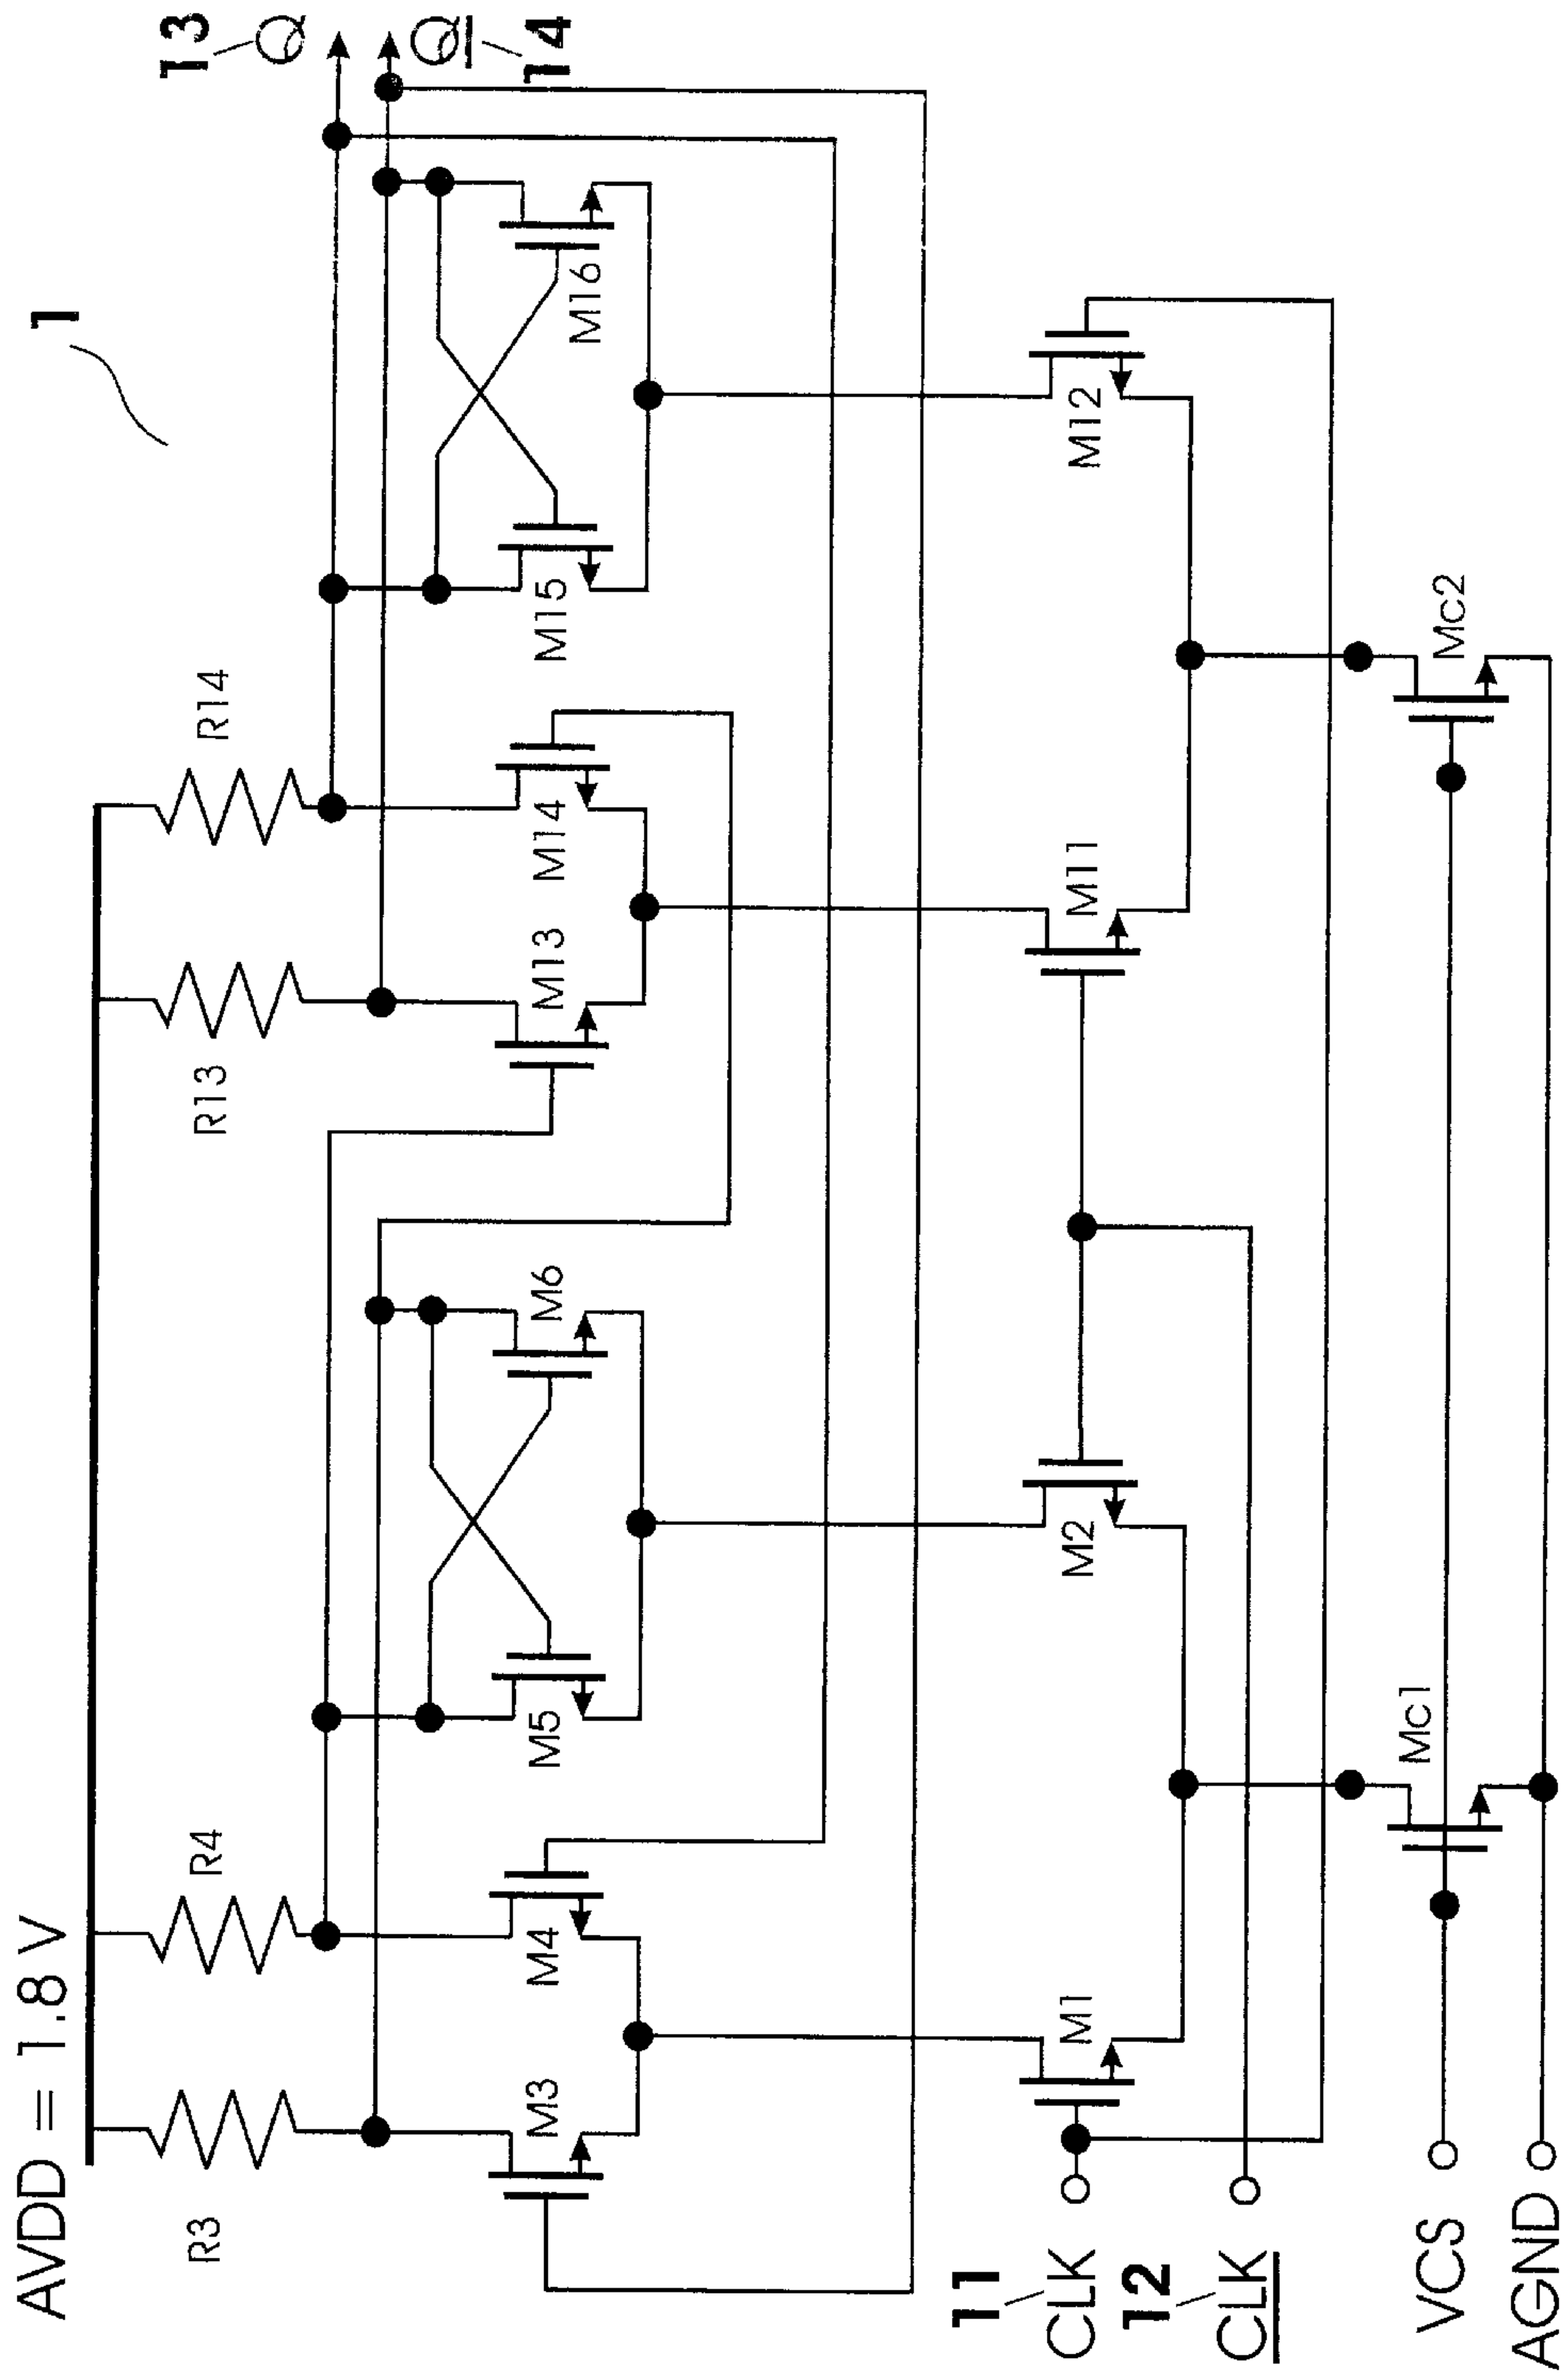 1
AVDD = 1.8 V
R3
R4
R13
R14
13
Q
Q
14
M3
M4
M5
M6
M13
M14
M15
M16
M1
M2
M11
M12
11
CLK
12
CLK
Mc1
Mc2
VCS
AGND